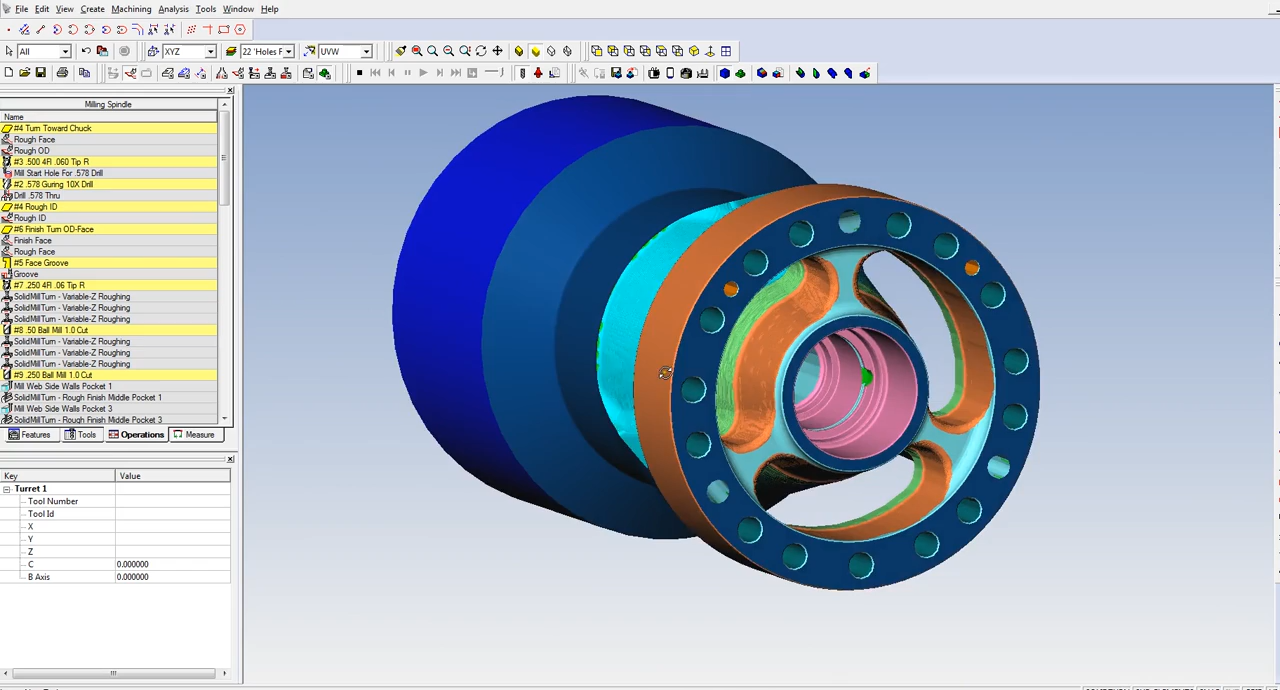 File Edit View Create Machining Analysis Tools Window Help
All XYZ 22 'Holes F UVW
Milling Spindle
Name
#4 Turn Toward Chuck
Rough Face
Rough OD
#3 .500 4Fl .060 Tip R
Mill Start Hole For .578 Drill
#2 .578 Guring 10X Drill
Drill .578 Thru
#4 Rough ID
Rough ID
#6 Finish Turn OD-Face
Finish Face
Rough Face
#5 Face Groove
Groove
#7 .250 4Fl .06 Tip R
SolidMillTurn - Variable-Z Roughing
SolidMillTurn - Variable-Z Roughing
SolidMillTurn - Variable-Z Roughing
#8 .50 Ball Mill 1.0 Cut
SolidMillTurn - Variable-Z Roughing
SolidMillTurn - Variable-Z Roughing
SolidMillTurn - Variable-Z Roughing
#9 .250 Ball Mill 1.0 Cut
Mill Web Side Walls Pocket 1
SolidMillTurn - Rough Finish Middle Pocket 1
Mill Web Side Walls Pocket 3
SolidMillTurn - Rough Finish Middle Pocket 3
Features Tools Operations Measure
Key Value
Turret 1
Tool Number
Tool Id
X
Y
Z
C 0.000000
B Axis 0.000000